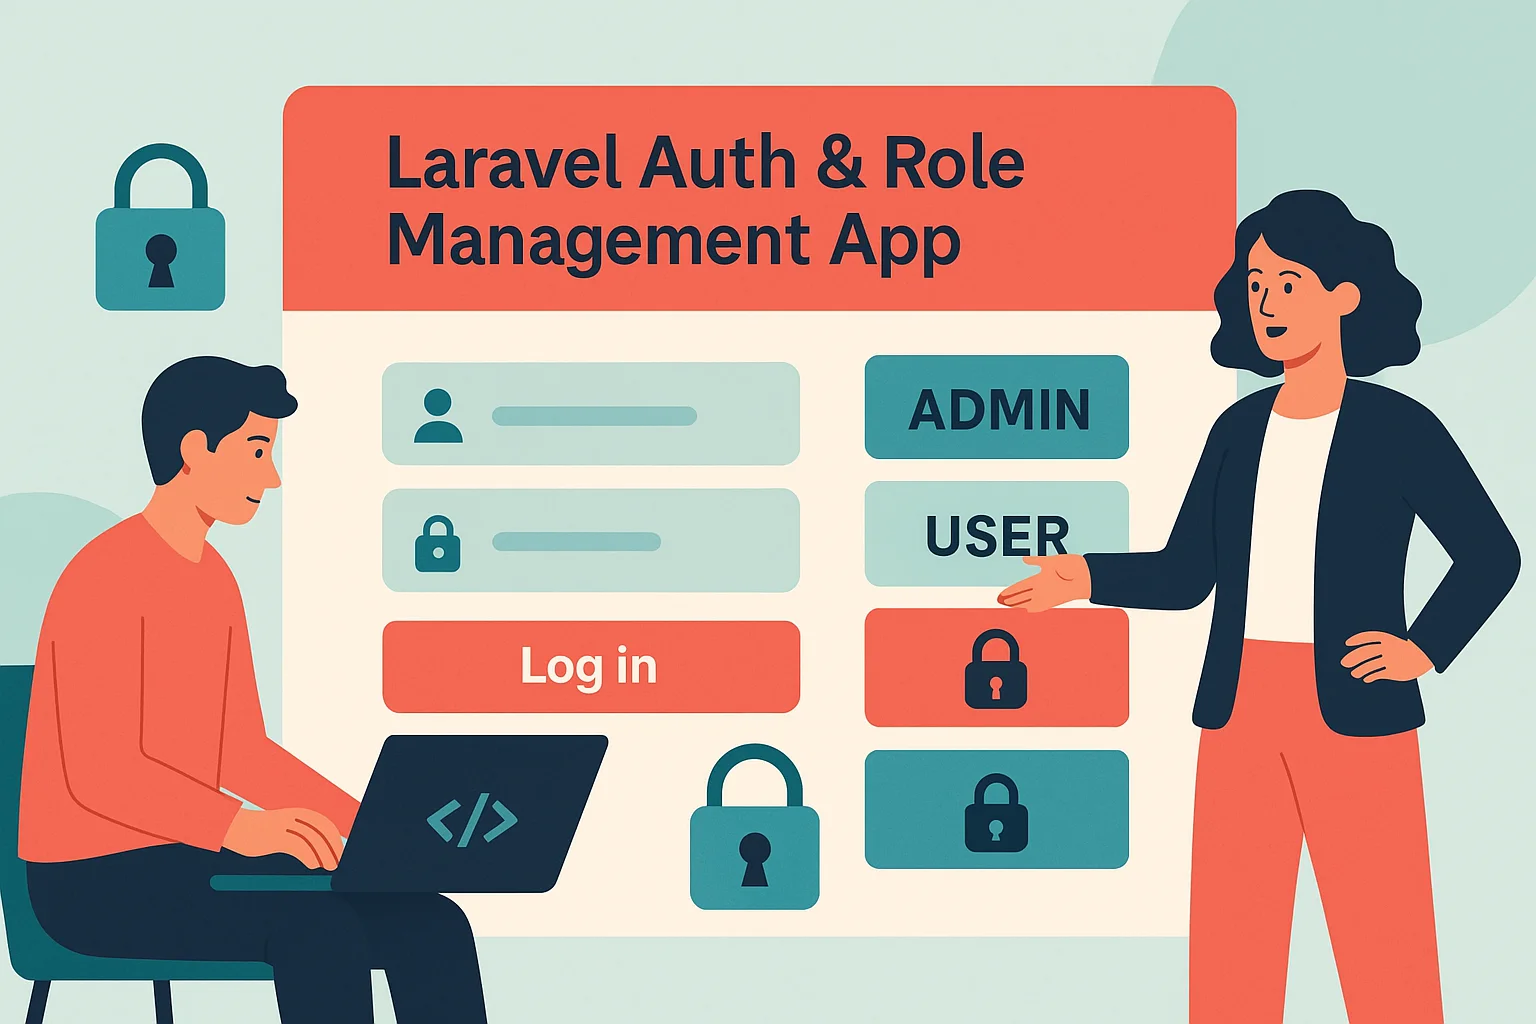 Laravel Auth & Role
Management App
ADMIN
USER
Log in
</>